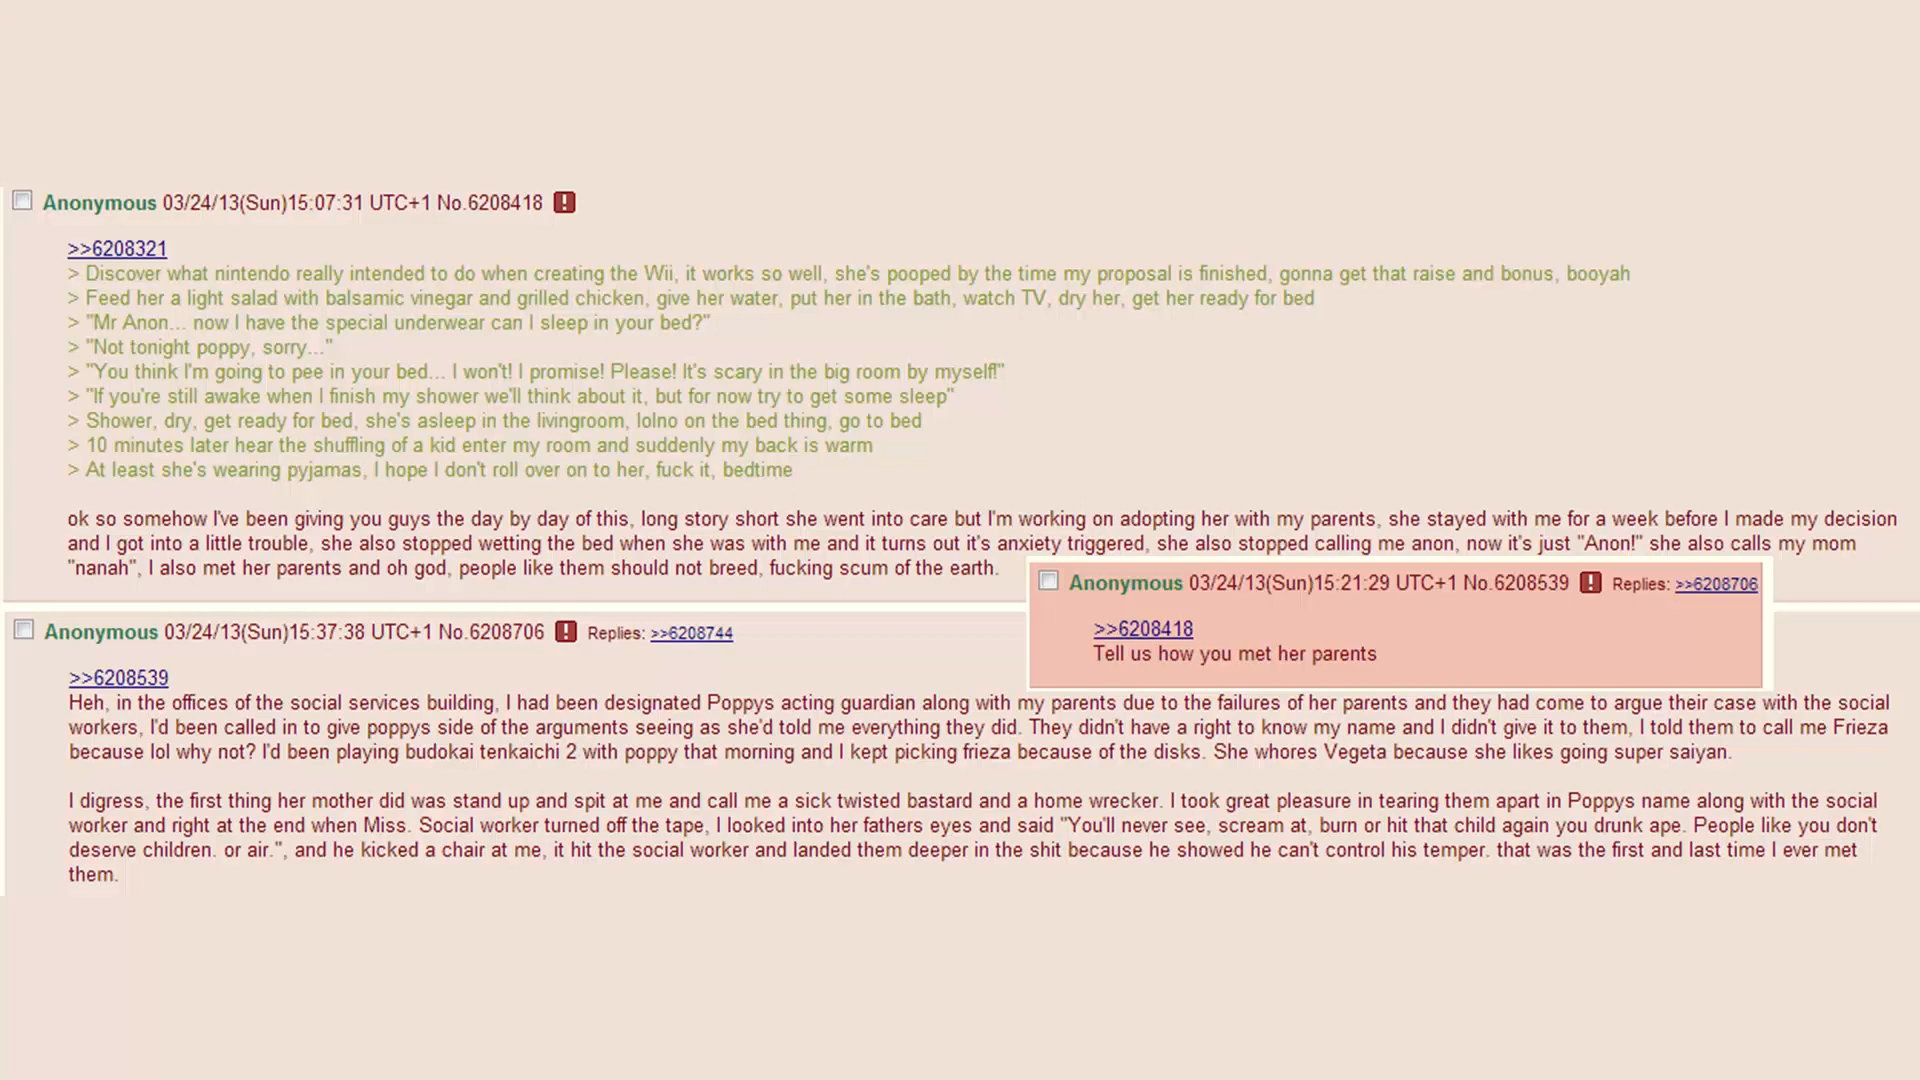 Anonymous 03/24/13(Sun)15:07:31 UTC+1 No.6208418
>>6208321
> Discover what nintendo really intended to do when creating the Wii, it works so well, she's pooped by the time my proposal is finished, gonna get that raise and bonus, booyah
> Feed her a light salad with balsamic vinegar and grilled chicken, give her water, put her in the bath, watch TV, dry her, get her ready for bed
> "Mr Anon... now I have the special underwear can I sleep in your bed?"
> "Not tonight poppy, sorry..."
> "You think I'm going to pee in your bed... I won't! I promise! Please! It's scary in the big room by myself!"
> "If you're still awake when I finish my shower we'll think about it, but for now try to get some sleep"
> Shower, dry, get ready for bed, she's asleep in the livingroom, lolno on the bed thing, go to bed
> 10 minutes later hear the shuffling of a kid enter my room and suddenly my back is warm
> At least she's wearing pyjamas, I hope I don't roll over on to her, fuck it, bedtime
ok so somehow I've been giving you guys the day by day of this, long story short she went into care but I'm working on adopting her with my parents, she stayed with me for a week before I made my decision
and I got into a little trouble, she also stopped wetting the bed when she was with me and it turns out it's anxiety triggered, she also stopped calling me anon, now it's just "Anon!" she also calls my mom
"nanah", I also met her parents and oh god, people like them should not breed, fucking scum of the earth.
Anonymous 03/24/13(Sun)15:21:29 UTC+1 No.6208539 Replies: >>6208706
>>6208418
Tell us how you met her parents
Anonymous 03/24/13(Sun)15:37:38 UTC+1 No.6208706 Replies: >>6208744
>>6208539
Heh, in the offices of the social services building, I had been designated Poppys acting guardian along with my parents due to the failures of her parents and they had come to argue their case with the social
workers, I'd been called in to give poppys side of the arguments seeing as she'd told me everything they did. They didn't have a right to know my name and I didn't give it to them, I told them to call me Frieza
because lol why not? I'd been playing budokai tenkaichi 2 with poppy that morning and I kept picking frieza because of the disks. She whores Vegeta because she likes going super saiyan.
I digress, the first thing her mother did was stand up and spit at me and call me a sick twisted bastard and a home wrecker. I took great pleasure in tearing them apart in Poppys name along with the social
worker and right at the end when Miss. Social worker turned off the tape, I looked into her fathers eyes and said "You'll never see, scream at, burn or hit that child again you drunk ape. People like you don't
deserve children. or air.", and he kicked a chair at me, it hit the social worker and landed them deeper in the shit because he showed he can't control his temper. that was the first and last time I ever met
them.